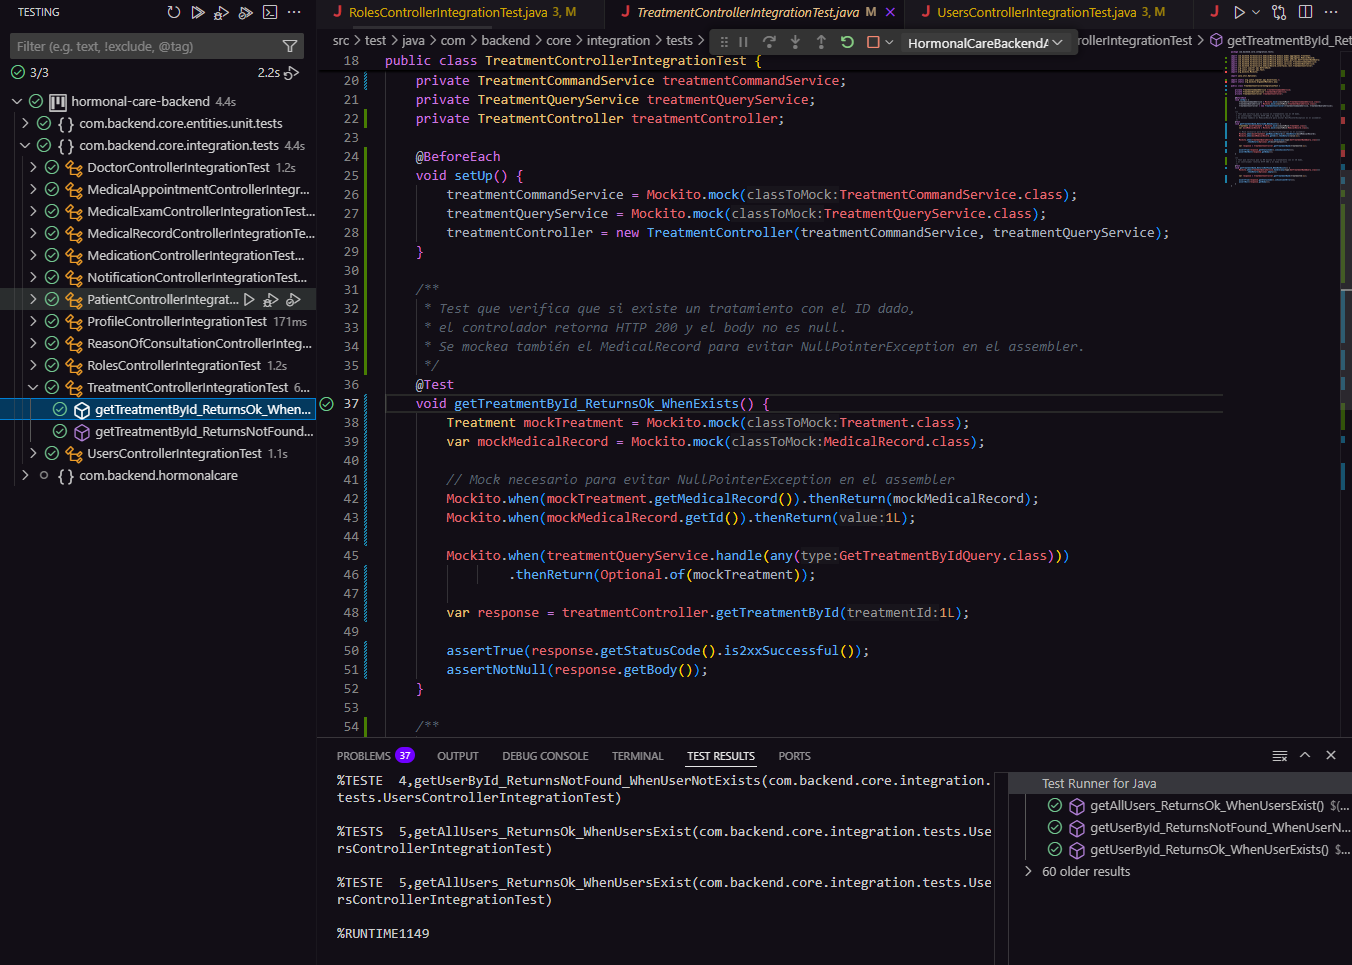 TESTING
Filter (e.g. text, !exclude, @tag)
3/3
2.2s
hormonal-care-backend 4.4s
{ } com.backend.core.entities.unit.tests
{ } com.backend.core.integration.tests 4.4s
DoctorControllerIntegrationTest 1.2s
MedicalAppointmentControllerIntegr...
MedicalExamControllerIntegrationTest...
MedicalRecordControllerIntegrationTe...
MedicationControllerIntegrationTest...
NotificationControllerIntegrationTest...
PatientControllerIntegrat...
ProfileControllerIntegrationTest 171ms
ReasonOfConsultationControllerInteg...
RolesControllerIntegrationTest 1.2s
TreatmentControllerIntegrationTest 6...
getTreatmentById_ReturnsOk_When...
getTreatmentById_ReturnsNotFound...
UsersControllerIntegrationTest 1.1s
{ } com.backend.hormonalcare
J RolesControllerIntegrationTest.java 3, M
J TreatmentControllerIntegrationTest.java M
J UsersControllerIntegrationTest.java 3, M
J
src > test > java > com > backend > core > integration > tests >
HormonalCareBackendA
rollerIntegrationTest > getTreatmentById_Ret
18 public class TreatmentControllerIntegrationTest {
20 private TreatmentCommandService treatmentCommandService;
21 private TreatmentQueryService treatmentQueryService;
22 private TreatmentController treatmentController;
23
24 @BeforeEach
25 void setUp() {
26 treatmentCommandService = Mockito.mock(classToMock:TreatmentCommandService.class);
27 treatmentQueryService = Mockito.mock(classToMock:TreatmentQueryService.class);
28 treatmentController = new TreatmentController(treatmentCommandService, treatmentQueryService);
29 }
30
31 /**
32 * Test que verifica que si existe un tratamiento con el ID dado,
33 * el controlador retorna HTTP 200 y el body no es null.
34 * Se mockea también el MedicalRecord para evitar NullPointerException en el assembler.
35 */
36 @Test
37 void getTreatmentById_ReturnsOk_WhenExists() {
38 Treatment mockTreatment = Mockito.mock(classToMock:Treatment.class);
39 var mockMedicalRecord = Mockito.mock(classToMock:MedicalRecord.class);
40
41 // Mock necesario para evitar NullPointerException en el assembler
42 Mockito.when(mockTreatment.getMedicalRecord()).thenReturn(mockMedicalRecord);
43 Mockito.when(mockMedicalRecord.getId()).thenReturn(value:1L);
44
45 Mockito.when(treatmentQueryService.handle(any(type:GetTreatmentByIdQuery.class)))
46 .thenReturn(Optional.of(mockTreatment));
47
48 var response = treatmentController.getTreatmentById(treatmentId:1L);
49
50 assertTrue(response.getStatusCode().is2xxSuccessful());
51 assertNotNull(response.getBody());
52 }
53
54 /**
PROBLEMS 37 OUTPUT DEBUG CONSOLE TERMINAL TEST RESULTS PORTS
%TESTE  4,getUserById_ReturnsNotFound_WhenUserNotExists(com.backend.core.integration.
tests.UsersControllerIntegrationTest)
%TESTS  5,getAllUsers_ReturnsOk_WhenUsersExist(com.backend.core.integration.tests.Use
rsControllerIntegrationTest)
%TESTE  5,getAllUsers_ReturnsOk_WhenUsersExist(com.backend.core.integration.tests.Use
rsControllerIntegrationTest)
%RUNTIME1149
Test Runner for Java
getAllUsers_ReturnsOk_WhenUsersExist() $(...
getUserById_ReturnsNotFound_WhenUserN...
getUserById_ReturnsOk_WhenUserExists() $...
60 older results